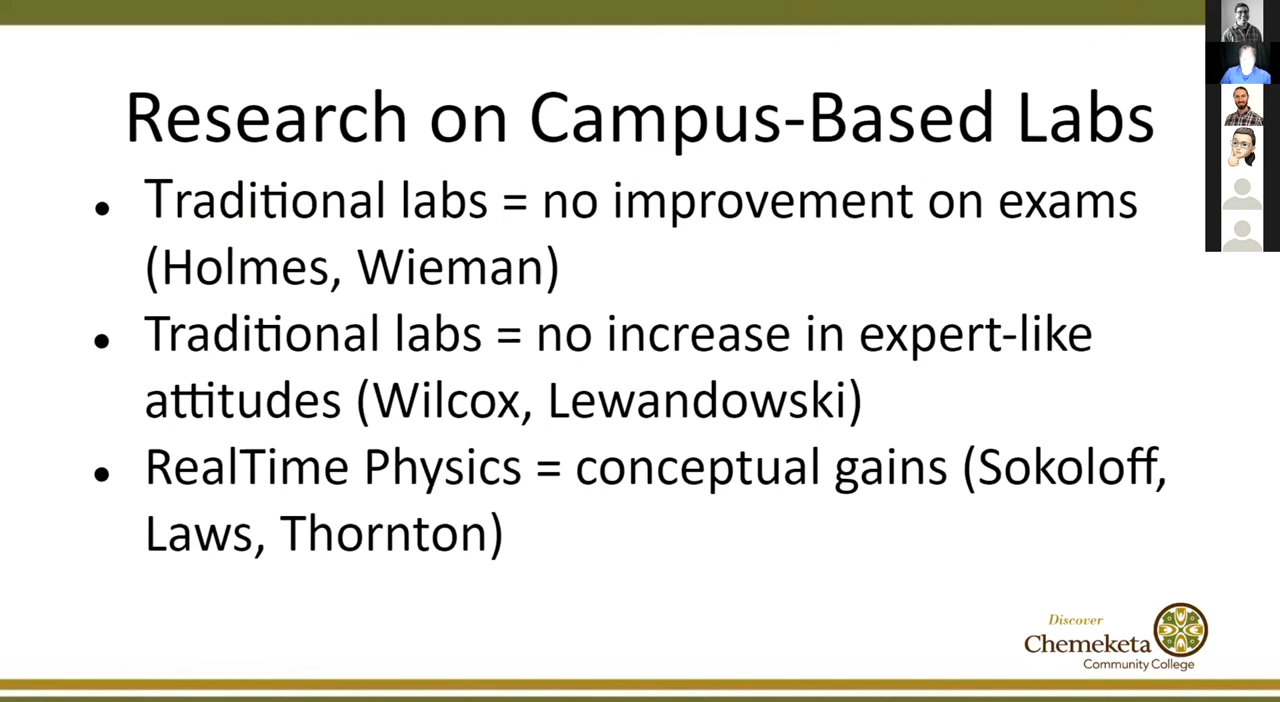 Research on Campus-Based Labs
• Traditional labs = no improvement on exams
(Holmes, Wieman)
• Traditional labs = no increase in expert-like
attitudes (Wilcox, Lewandowski)
• RealTime Physics = conceptual gains (Sokoloff,
Laws, Thornton)
Discover
Chemeketa
Community College